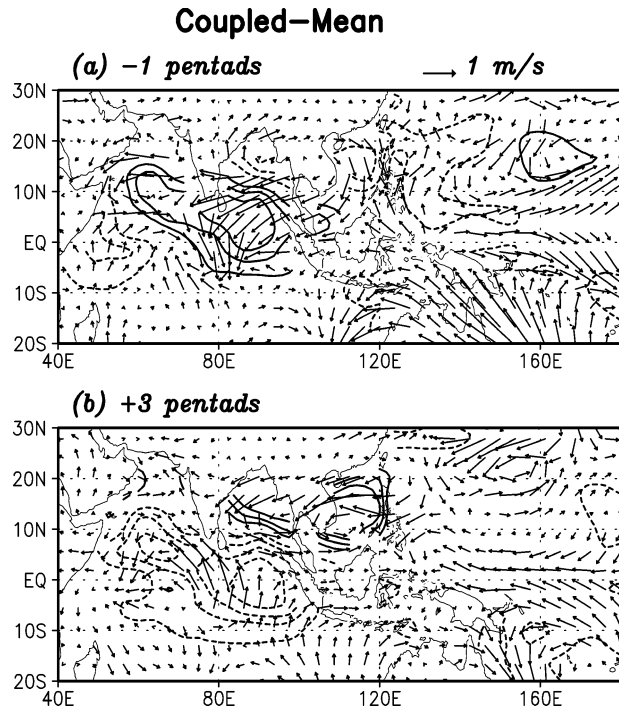 Coupled–Mean
(a) -1 pentads 1 m/s
30N
20N
10N
EQ
10S
20S
40E 80E 120E 160E
(b) +3 pentads
30N
20N
10N
EQ
10S
20S
40E 80E 120E 160E